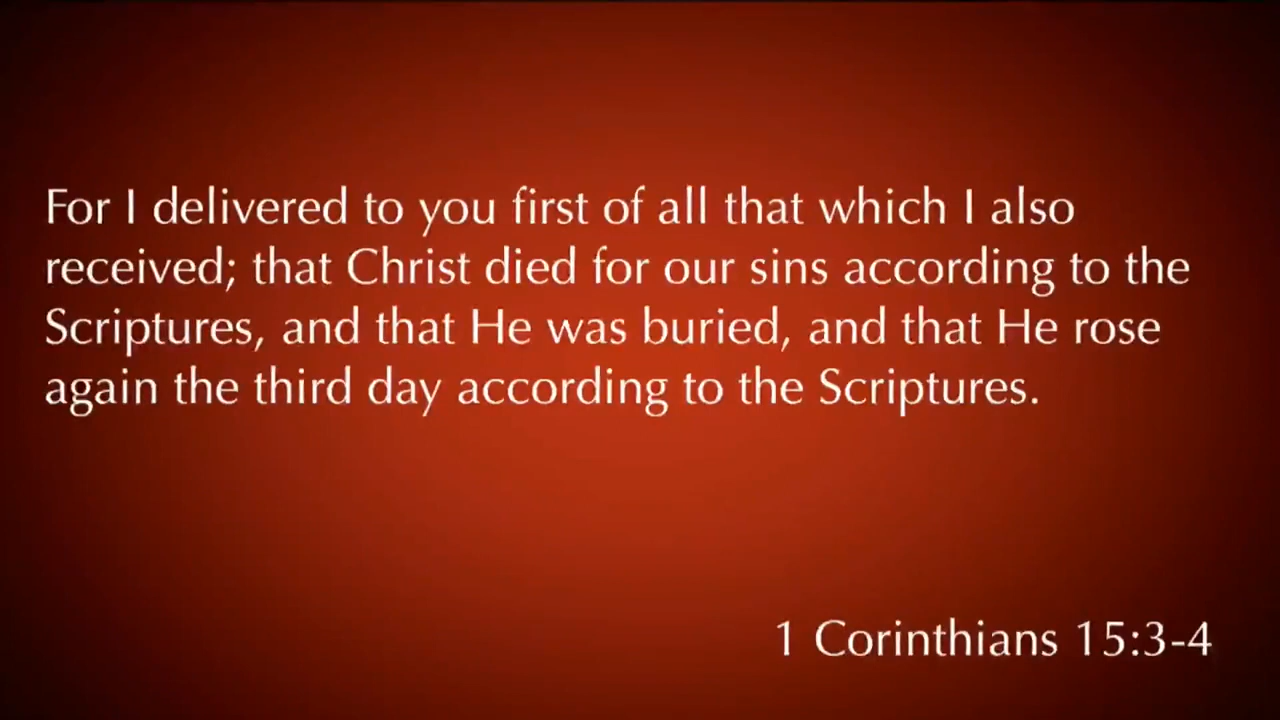 For I delivered to you first of all that which I also
received; that Christ died for our sins according to the
Scriptures, and that He was buried, and that He rose
again the third day according to the Scriptures.
1 Corinthians 15:3-4